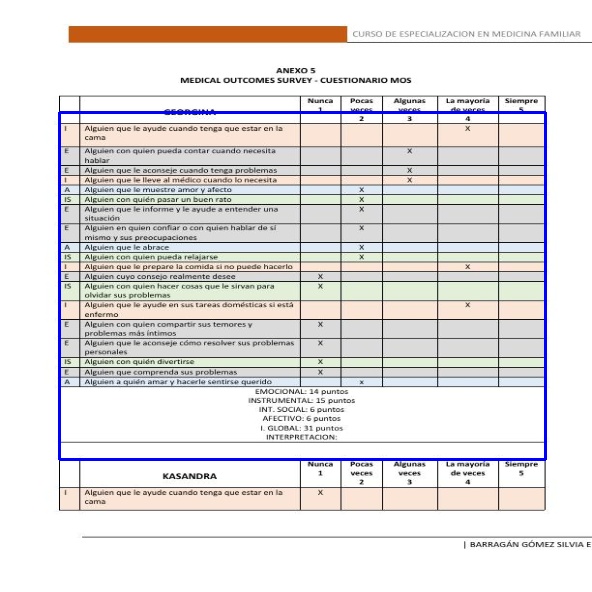 CURSO DE ESPECIALIZACION EN MEDICINA FAMILIAR
ANEXO 5
MEDICAL OUTCOMES SURVEY - CUESTIONARIO MOS
GEORGINA Nunca 1 Pocas veces 2 Algunas veces 3 La mayoría de veces 4 Siempre 5
I Alguien que le ayude cuando tenga que estar en la X
cama
E Alguien con quien pueda contar cuando necesita X
hablar
E Alguien que le aconseje cuando tenga problemas X
I Alguien que le lleve al médico cuando lo necesita X
A Alguien que le muestre amor y afecto X
IS Alguien con quién pasar un buen rato X
E Alguien que le informe y le ayude a entender una X
situación
E Alguien en quien confiar o con quien hablar de sí X
mismo y sus preocupaciones
A Alguien que le abrace X
IS Alguien con quien pueda relajarse X
I Alguien que le prepare la comida si no puede hacerlo X
E Alguien cuyo consejo realmente desee X
IS Alguien con quien hacer cosas que le sirvan para X
olvidar sus problemas
I Alguien que le ayude en sus tareas domésticas si está X
enfermo
E Alguien con quien compartir sus temores y X
problemas más íntimos
E Alguien que le aconseje cómo resolver sus problemas X
personales
IS Alguien con quién divertirse X
E Alguien que comprenda sus problemas X
A Alguien a quién amar y hacerle sentirse querido x
EMOCIONAL: 14 puntos
INSTRUMENTAL: 15 puntos
INT. SOCIAL: 6 puntos
AFECTIVO: 6 puntos
I. GLOBAL: 31 puntos
INTERPRETACION:
KASANDRA Nunca 1 Pocas veces 2 Algunas veces 3 La mayoría de veces 4 Siempre 5
I Alguien que le ayude cuando tenga que estar en la X
cama
| BARRAGÁN GÓMEZ SILVIA E